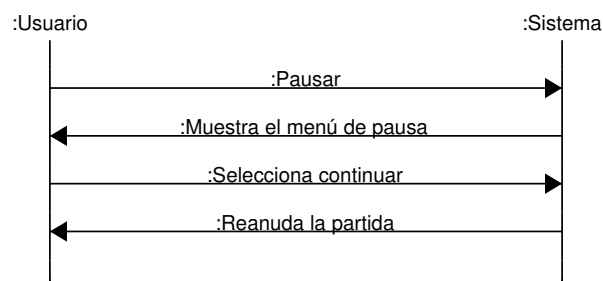 :Usuario
:Sistema
:Pausar
:Muestra el menú de pausa
:Selecciona continuar
:Reanuda la partida